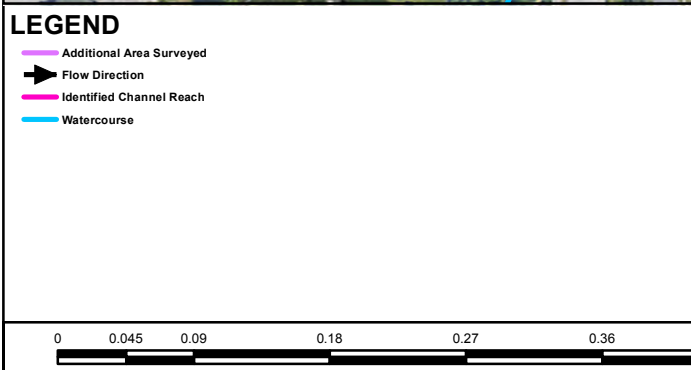 LEGEND
Additional Area Surveyed
Flow Direction
Identified Channel Reach
Watercourse
0 0.045 0.09 0.18 0.27 0.36